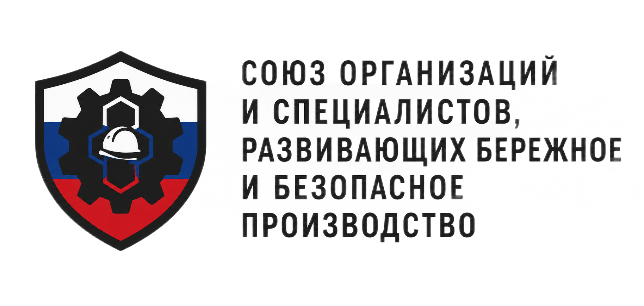 СОЮЗ ОРГАНИЗАЦИЙ
И СПЕЦИАЛИСТОВ,
РАЗВИВАЮЩИХ БЕРЕЖНОЕ
И БЕЗОПАСНОЕ
ПРОИЗВОДСТВО